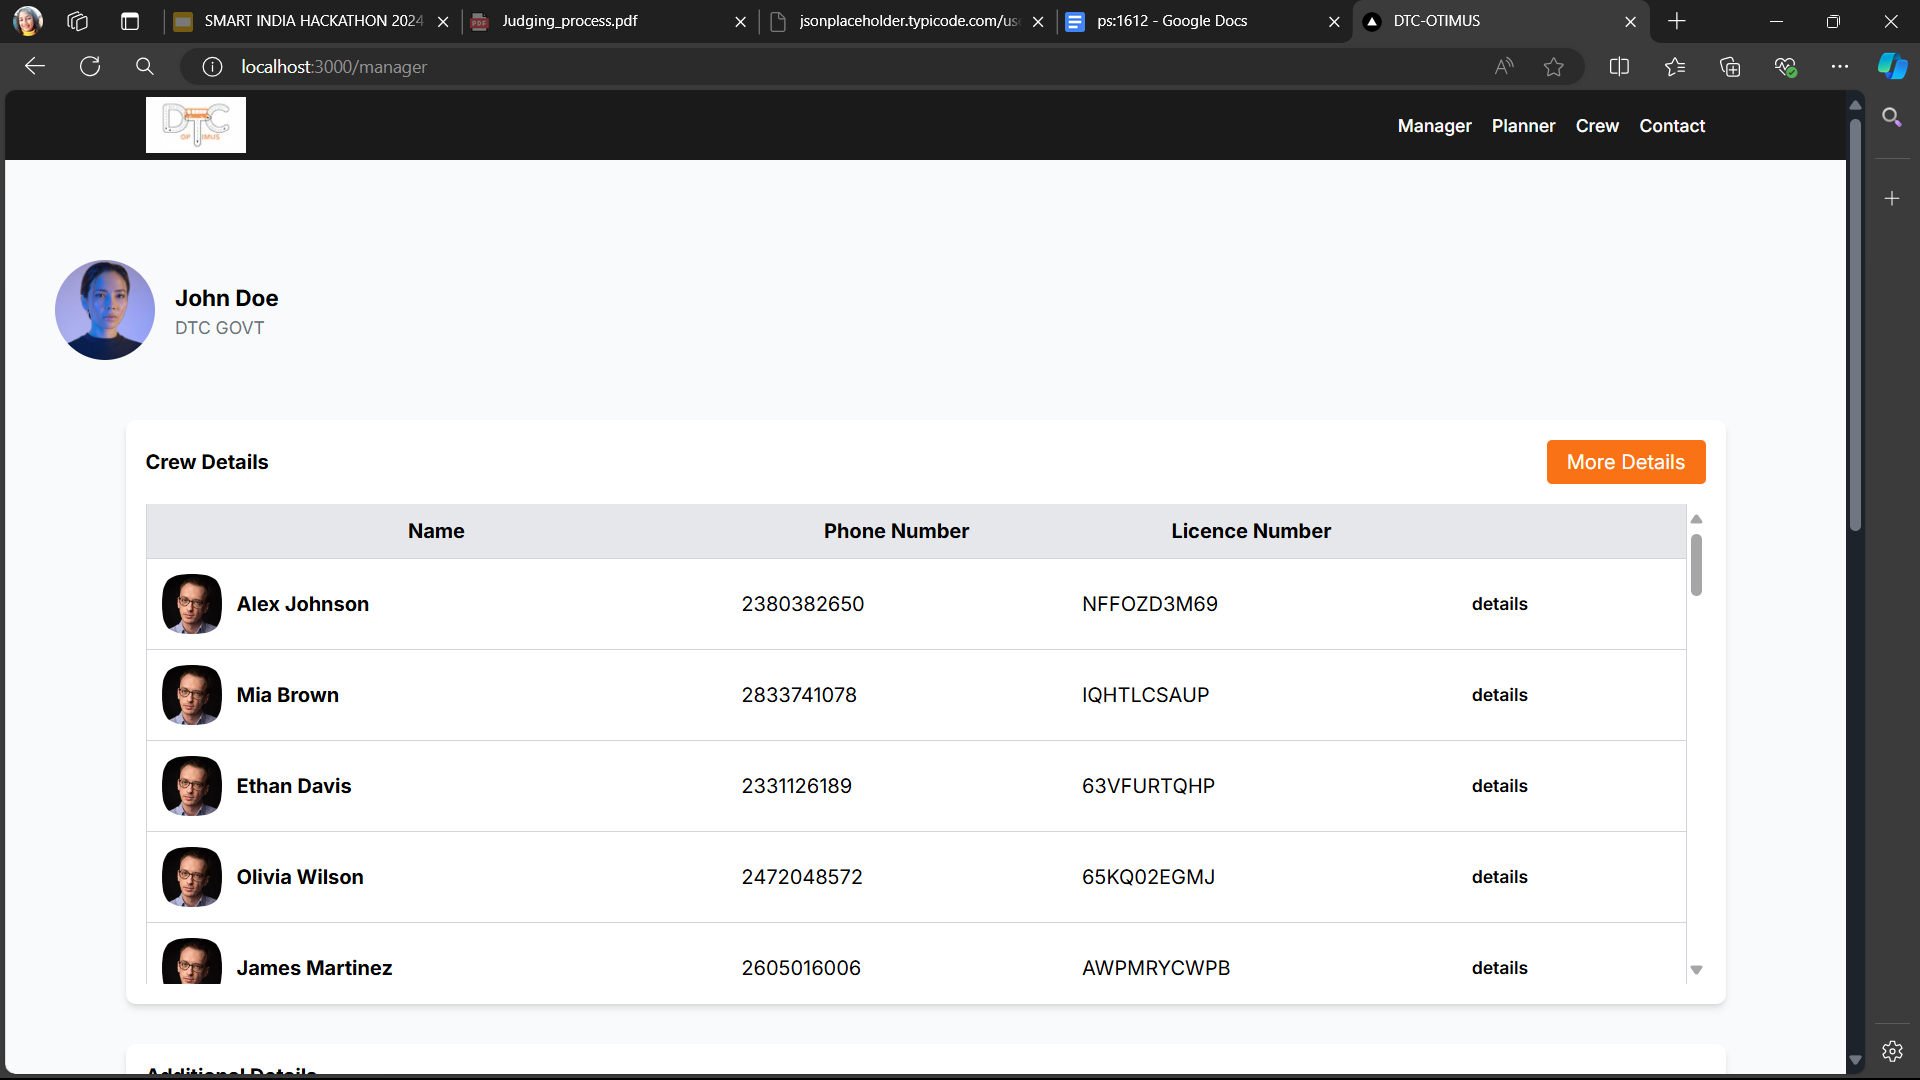 SMART INDIA HACKATHON 2024
Judging_process.pdf
jsonplaceholder.typicode.com/us
ps:1612 - Google Docs
DTC-OTIMUS
localhost:3000/manager
DTC
OPTIMUS
Manager Planner Crew Contact
John Doe
DTC GOVT
Crew Details
More Details
Name Phone Number Licence Number
Alex Johnson 2380382650 NFFOZD3M69 details
Mia Brown 2833741078 IQHTLCSAUP details
Ethan Davis 2331126189 63VFURTQHP details
Olivia Wilson 2472048572 65KQ02EGMJ details
James Martinez 2605016006 AWPMRYCWPB details
Additional Details